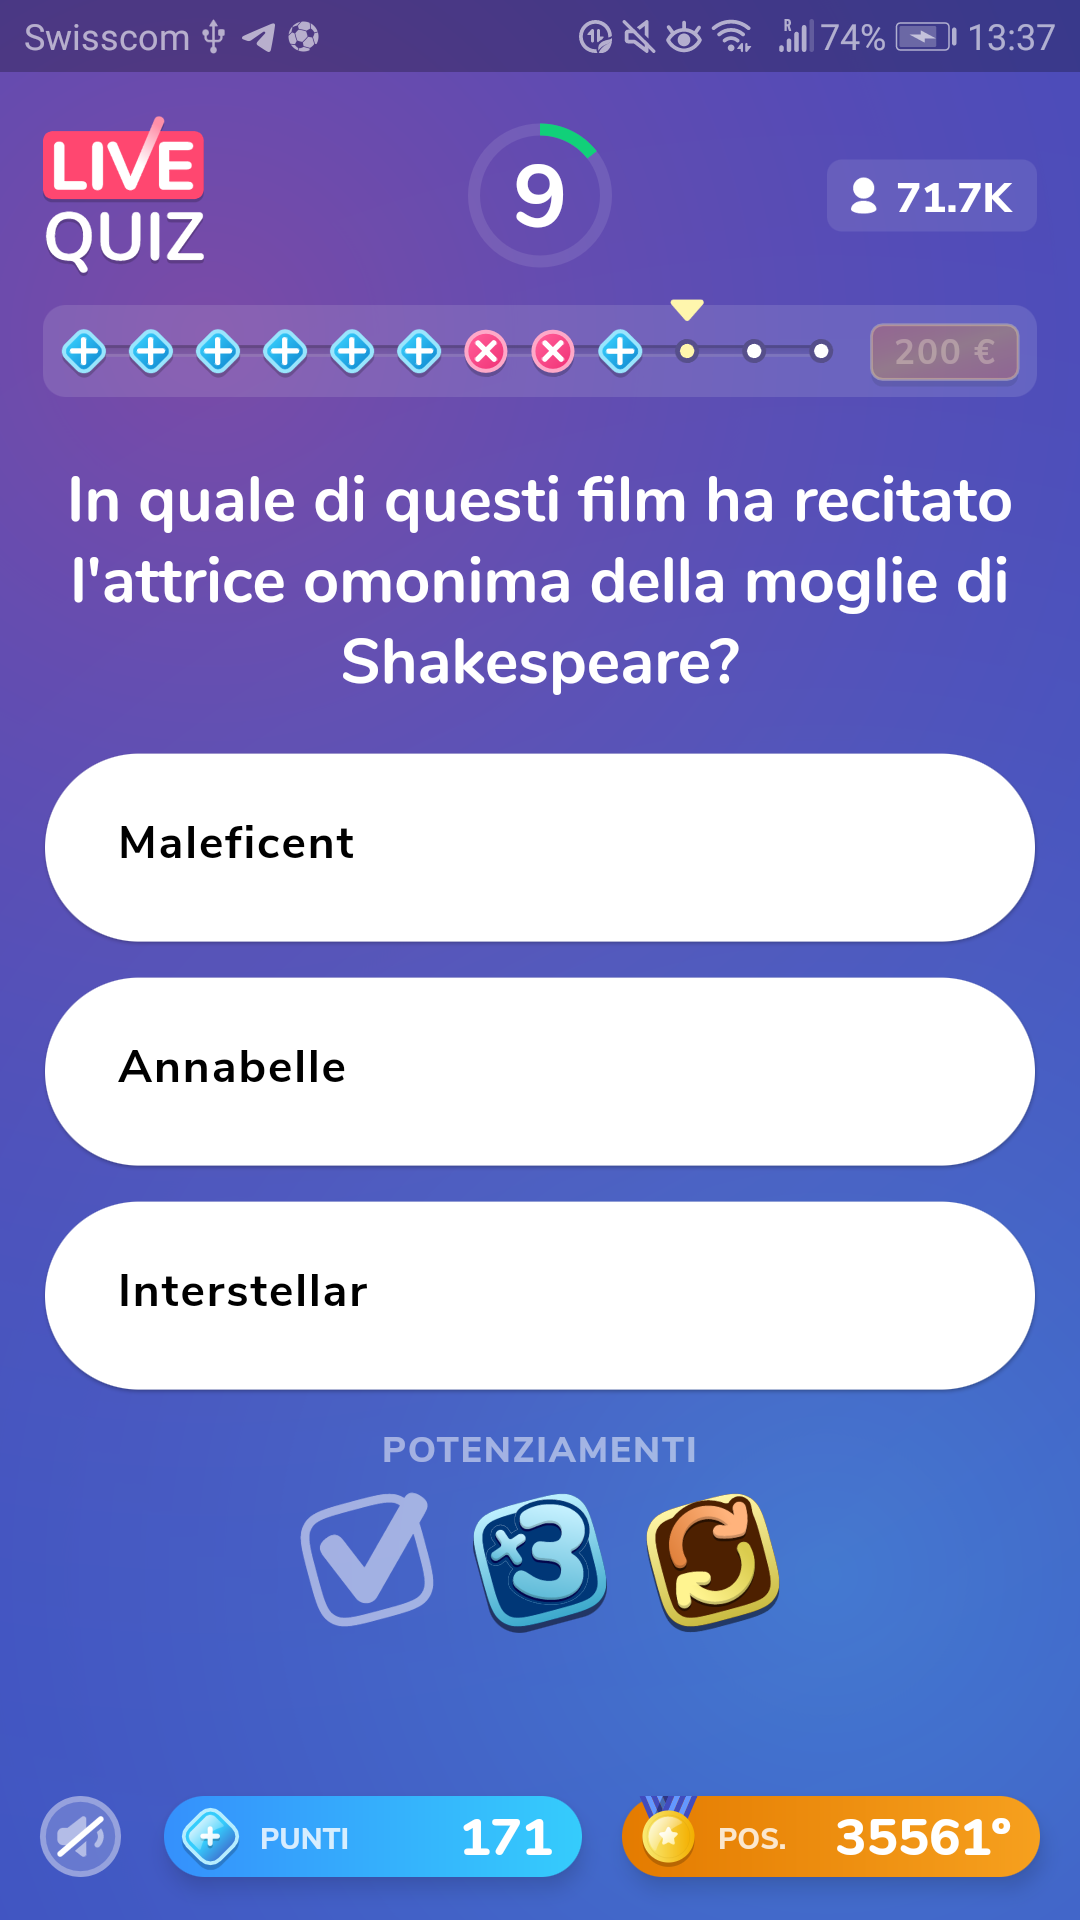 Swisscom
R 74% 13:37
LIVE
QUIZ
9
71.7K
200 €
In quale di questi film ha recitato
l'attrice omonima della moglie di
Shakespeare?
Maleficent
Annabelle
Interstellar
POTENZIAMENTI
×3
PUNTI 171
POS. 35561°